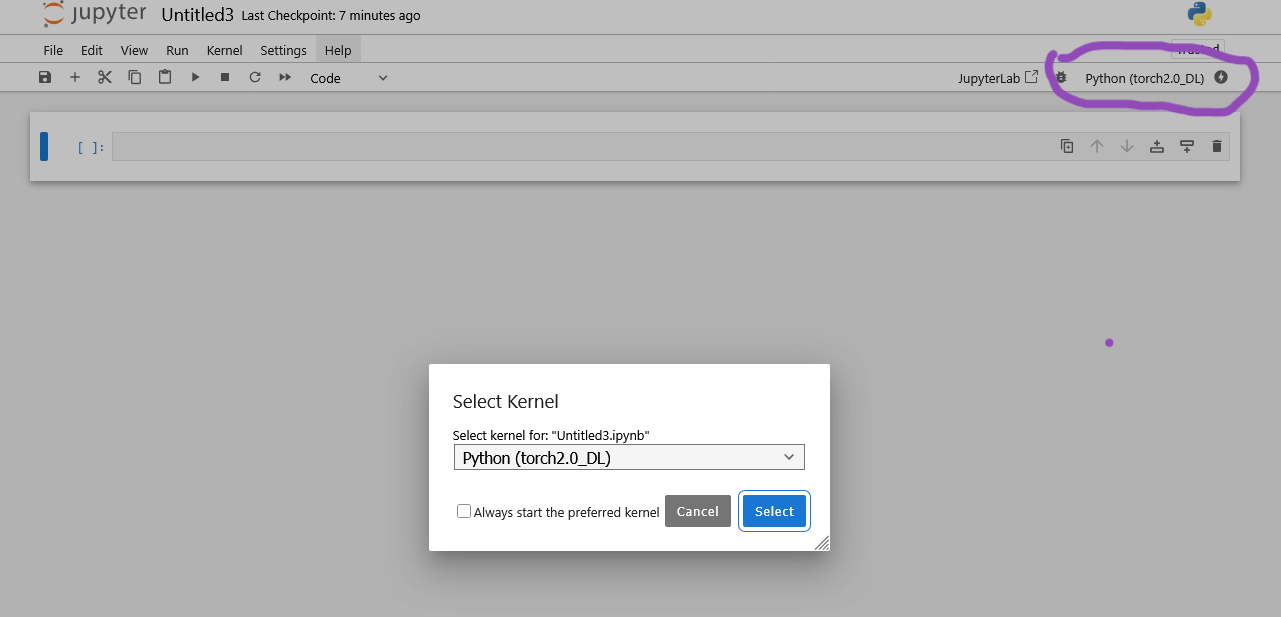 jupyter Untitled3 Last Checkpoint: 7 minutes ago
File Edit View Run Kernel Settings Help Trusted
Code JupyterLab Python (torch2.0_DL)
[ ]:
Select Kernel
Select kernel for: "Untitled3.ipynb"
Python (torch2.0_DL)
Always start the preferred kernel Cancel Select